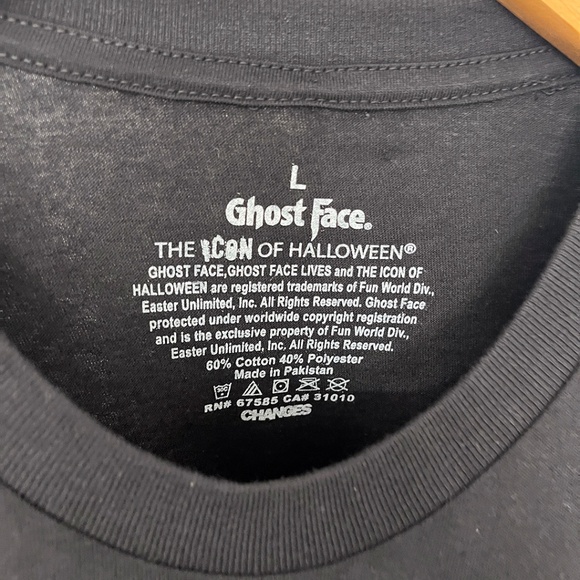 L
Ghost Face.
THE ICON OF HALLOWEEN®
GHOST FACE,GHOST FACE LIVES and THE ICON OF
HALLOWEEN are registered trademarks of Fun World Div.,
Easter Unlimited, Inc. All Rights Reserved. Ghost Face
protected under worldwide copyright registration
and is the exclusive property of Fun World Div.,
Easter Unlimited, Inc. All Rights Reserved.
60% Cotton 40% Polyester
Made in Pakistan
RN# 67585 CA# 31010
CHANGES